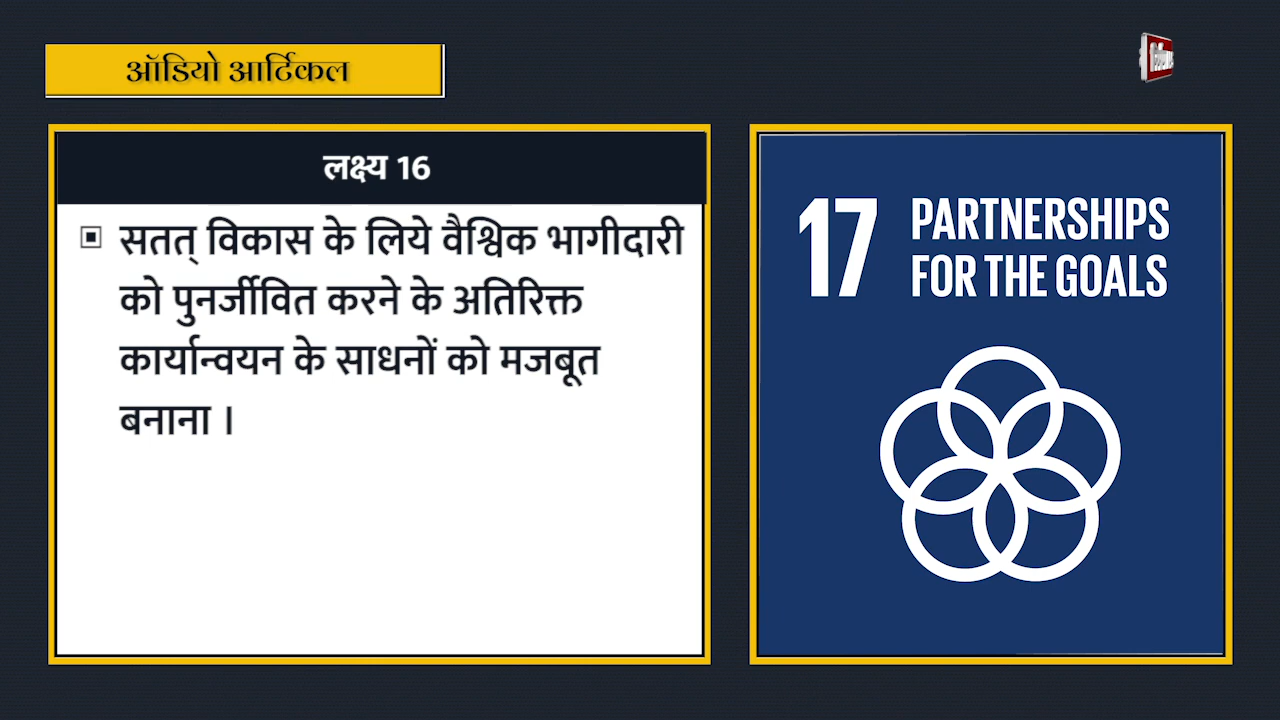 ऑडियो आर्टिकल
लक्ष्य 16
सतत् विकास के लिये वैश्विक भागीदारी
को पुनर्जीवित करने के अतिरिक्त
कार्यान्वयन के साधनों को मजबूत
बनाना ।
17 PARTNERSHIPS
FOR THE GOALS